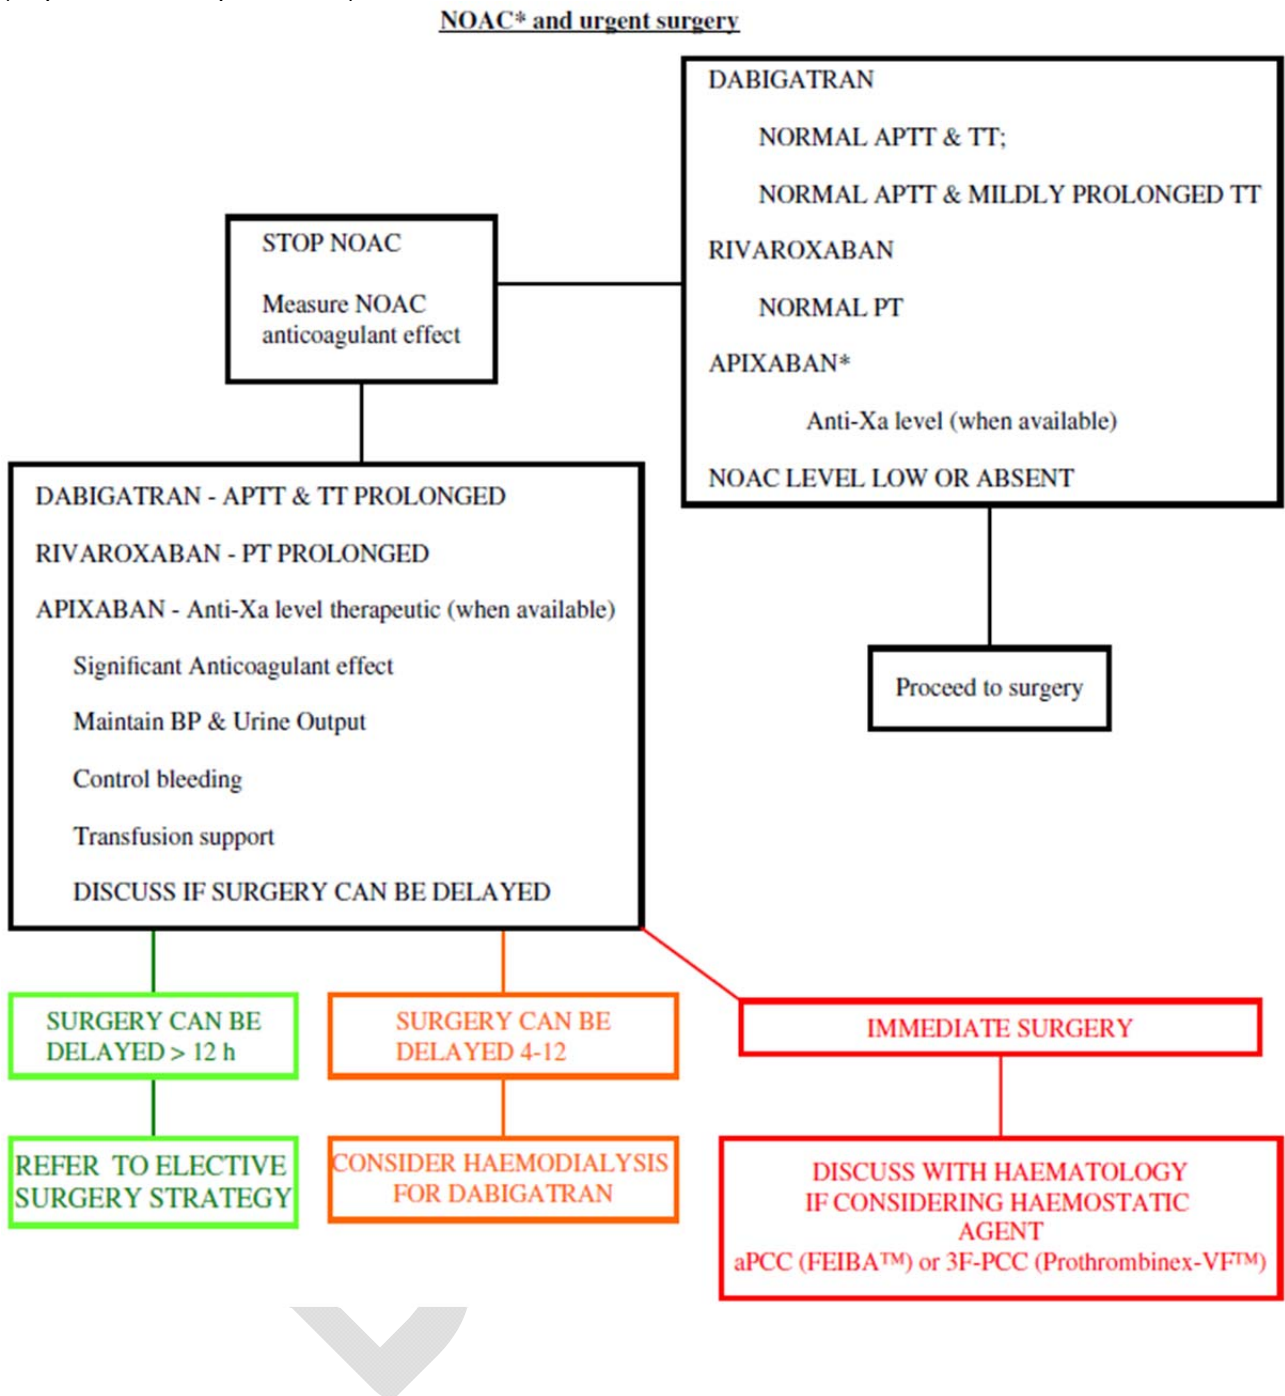 NOAC* and urgent surgery
DABIGATRAN
NORMAL APTT & TT;
NORMAL APTT & MILDLY PROLONGED TT
RIVAROXABAN
NORMAL PT
APIXABAN*
Anti-Xa level (when available)
NOAC LEVEL LOW OR ABSENT
STOP NOAC
Measure NOAC
anticoagulant effect
Proceed to surgery
DABIGATRAN - APTT & TT PROLONGED
RIVAROXABAN - PT PROLONGED
APIXABAN - Anti-Xa level therapeutic (when available)
Significant Anticoagulant effect
Maintain BP & Urine Output
Control bleeding
Transfusion support
DISCUSS IF SURGERY CAN BE DELAYED
SURGERY CAN BE
DELAYED > 12 h
SURGERY CAN BE
DELAYED 4-12
IMMEDIATE SURGERY
REFER TO ELECTIVE
SURGERY STRATEGY
CONSIDER HAEMODIALYSIS
FOR DABIGATRAN
DISCUSS WITH HAEMATOLOGY
IF CONSIDERING HAEMOSTATIC
AGENT
aPCC (FEIBA™) or 3F-PCC (Prothrombinex-VF™)